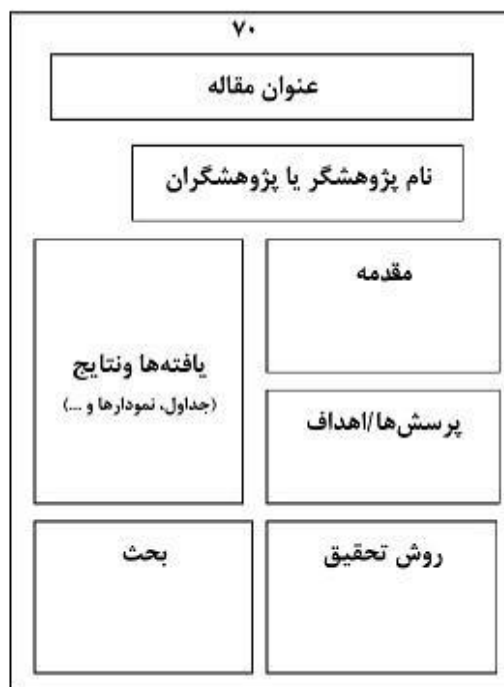 ۷۰
عنوان مقاله
نام پژوهشگر یا پژوهشگران
مقدمه
پرسش‌ها/اهداف
روش تحقیق
یافته‌ها ونتایج
(جداول، نمودارها و ...)
بحث